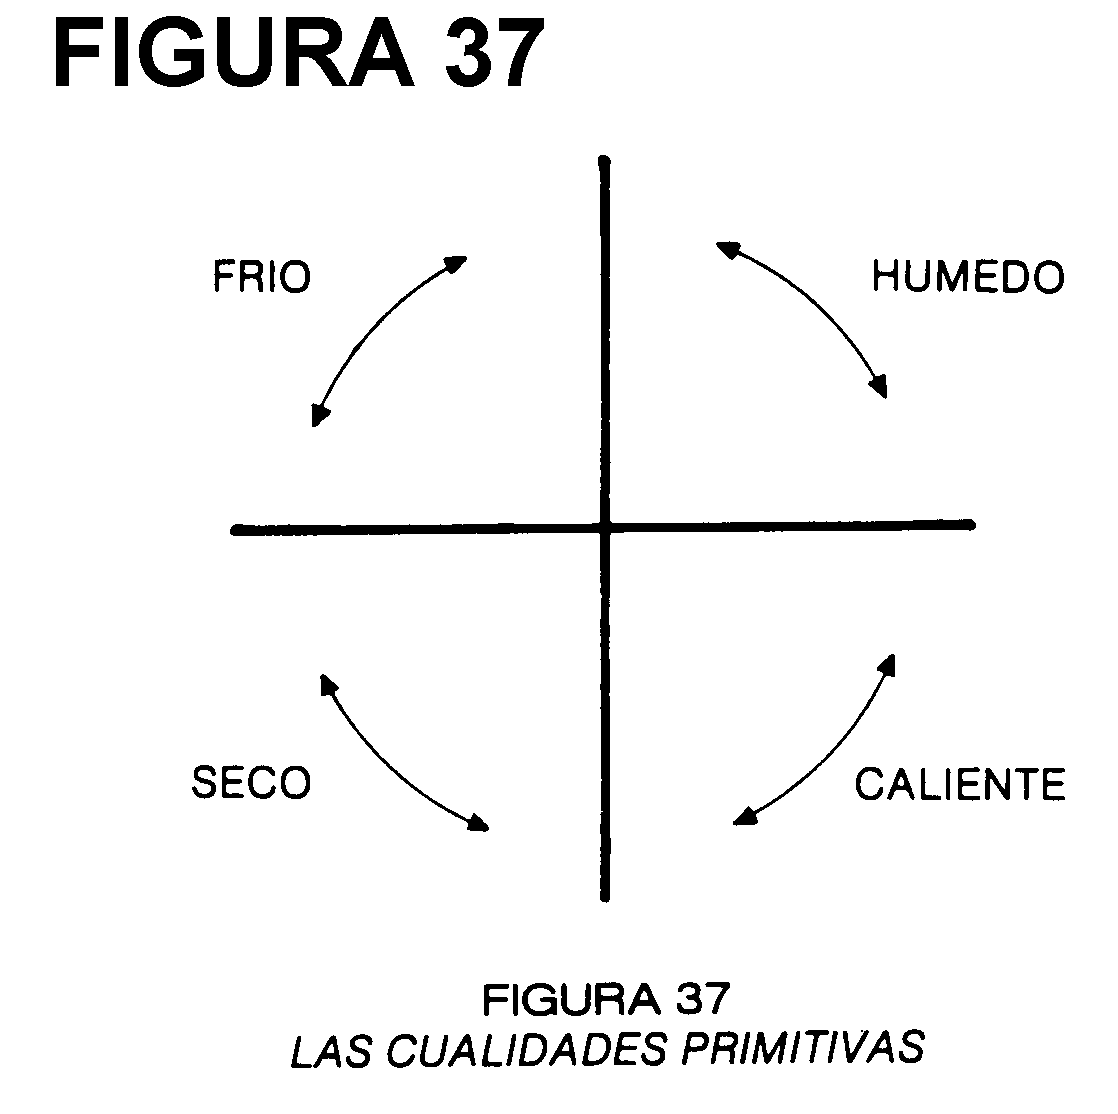 FIGURA 37
FRIO
HUMEDO
SECO
CALIENTE
FIGURA 37
LAS CUALIDADES PRIMITIVAS